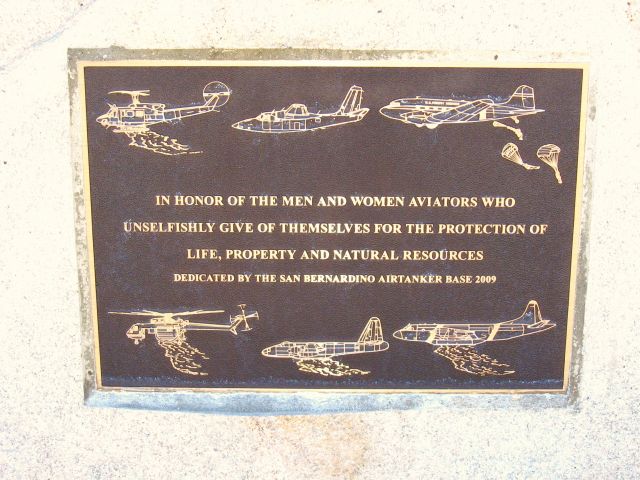 IN HONOR OF THE MEN AND WOMEN AVIATORS WHO
UNSELFISHLY GIVE OF THEMSELVES FOR THE PROTECTION OF
LIFE, PROPERTY AND NATURAL RESOURCES
DEDICATED BY THE SAN BERNARDINO AIRTANKER BASE 2009